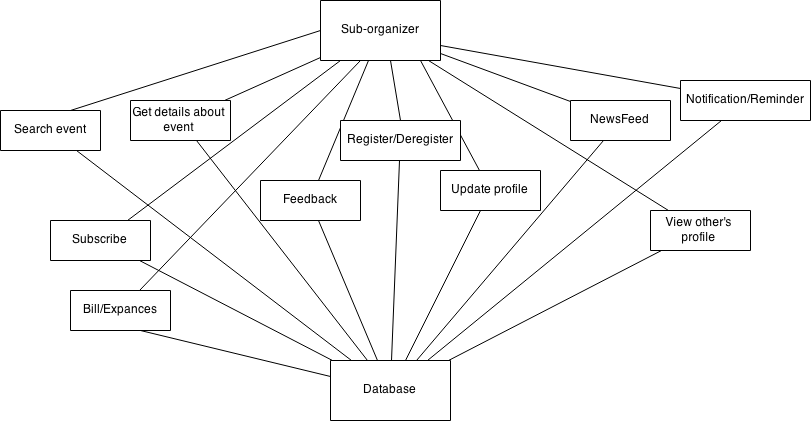 Sub-organizer
Notification/Reminder
Search event
Get details about
event
NewsFeed
Register/Deregister
Feedback
Update profile
View other's
profile
Subscribe
Bill/Expances
Database